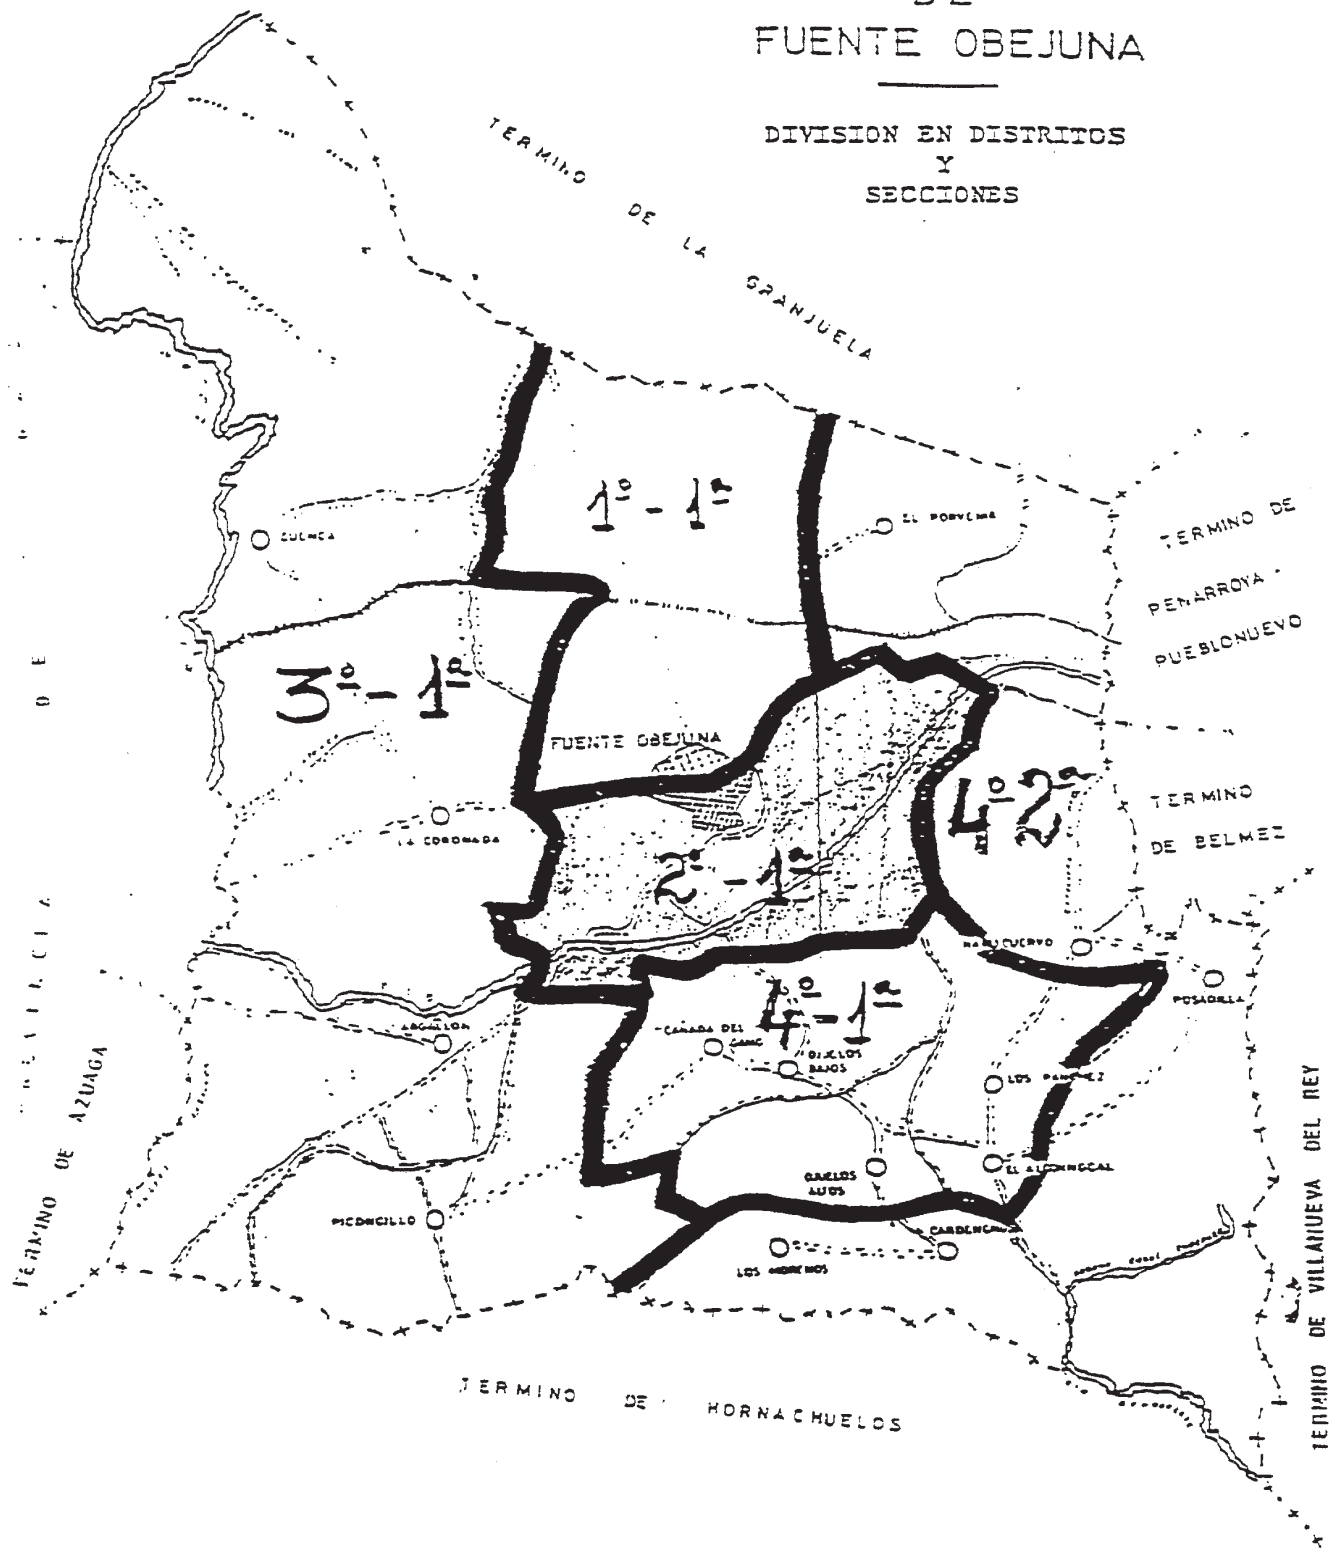 DE
FUENTE OBEJUNA
DIVISION EN DISTRITOS
Y
SECCIONES
TERMINO DE LA GRANJUELA
1º - 1ª
EL PORVENIR
CUENCA
TERMINO DE
PEÑARROYA -
PUEBLONUEVO
3º - 1ª
FUENTE OBEJUNA
4º 2ª
TERMINO
DE BELMEZ
LA CORONADA
2º - 1ª
DE
POSADILLA
4º - 1ª
ARGALLON
CAÑADA DEL
GAMO
OJUELOS
BAJOS
LOS PANCHEZ
TERMINO DE AZUAGA
EL ALCORNOCAL
OJUELOS
ALTOS
PICONCILLO
CARDENCHOSA
LOS MORENOS
TERMINO DE VILLANUEVA DEL REY
TERMINO DE HORNACHUELOS